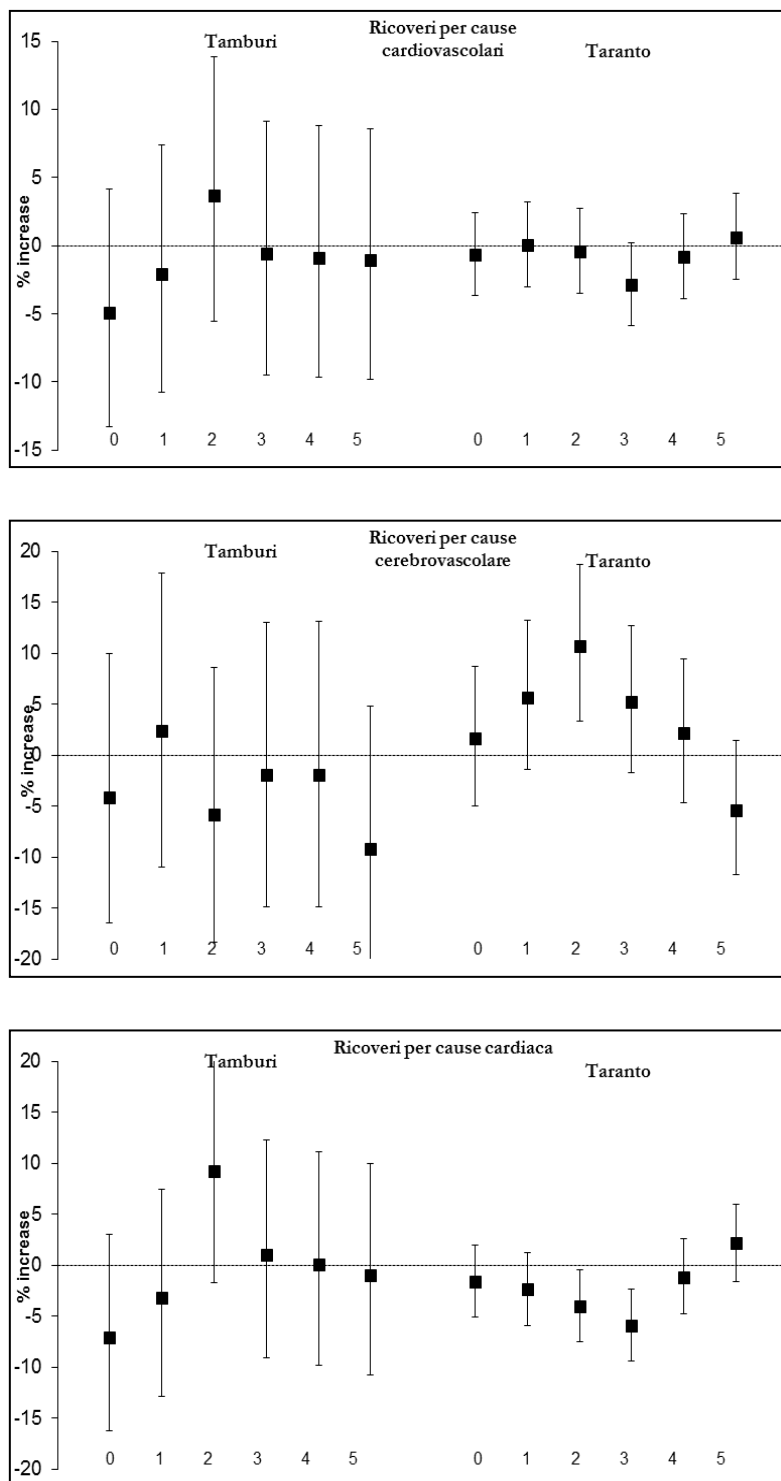 Tamburi
Ricoveri per cause
cardiovascolari
Taranto
15
10
5
0
-5
-10
-15
% increase
0 1 2 3 4 5 0 1 2 3 4 5
Tamburi
Ricoveri per cause
cerebrovascolare
Taranto
20
15
10
5
0
-5
-10
-15
-20
% increase
0 1 2 3 4 5 0 1 2 3 4 5
Ricoveri per cause cardiaca
Tamburi
Taranto
20
15
10
5
0
-5
-10
-15
-20
% increase
0 1 2 3 4 5 0 1 2 3 4 5